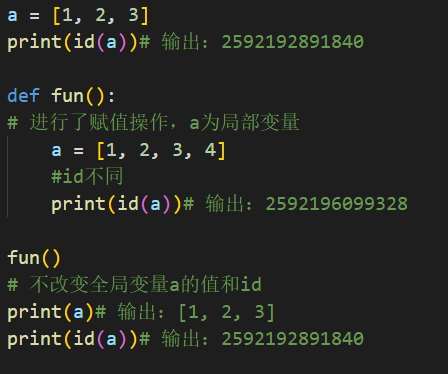 a = [1, 2, 3]
print(id(a))# 输出：2592192891840
def fun():
# 进行了赋值操作，a为局部变量
    a = [1, 2, 3, 4]
    #id不同
    print(id(a))# 输出：2592196099328
fun()
# 不改变全局变量a的值和id
print(a)# 输出：[1, 2, 3]
print(id(a))# 输出：2592192891840